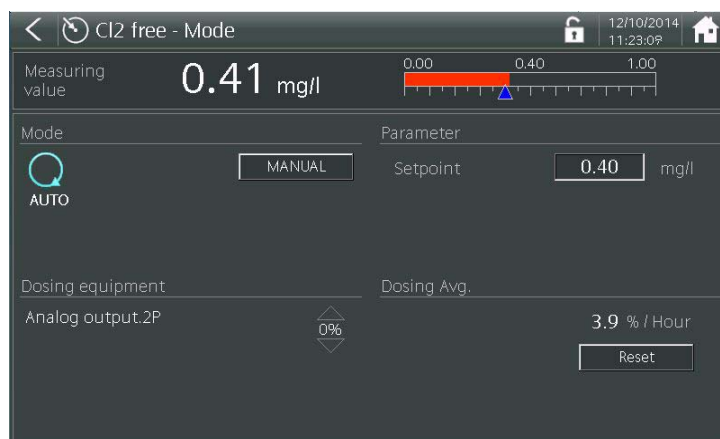 Cl2 free - Mode
12/10/2014
11:23:09
Measuring value
0.41 mg/l
0.00 0.40 1.00
Mode
AUTO
MANUAL
Parameter
Setpoint 0.40 mg/l
Dosing equipment
Analog output.2P
0%
Dosing Avg.
3.9 % / Hour
Reset